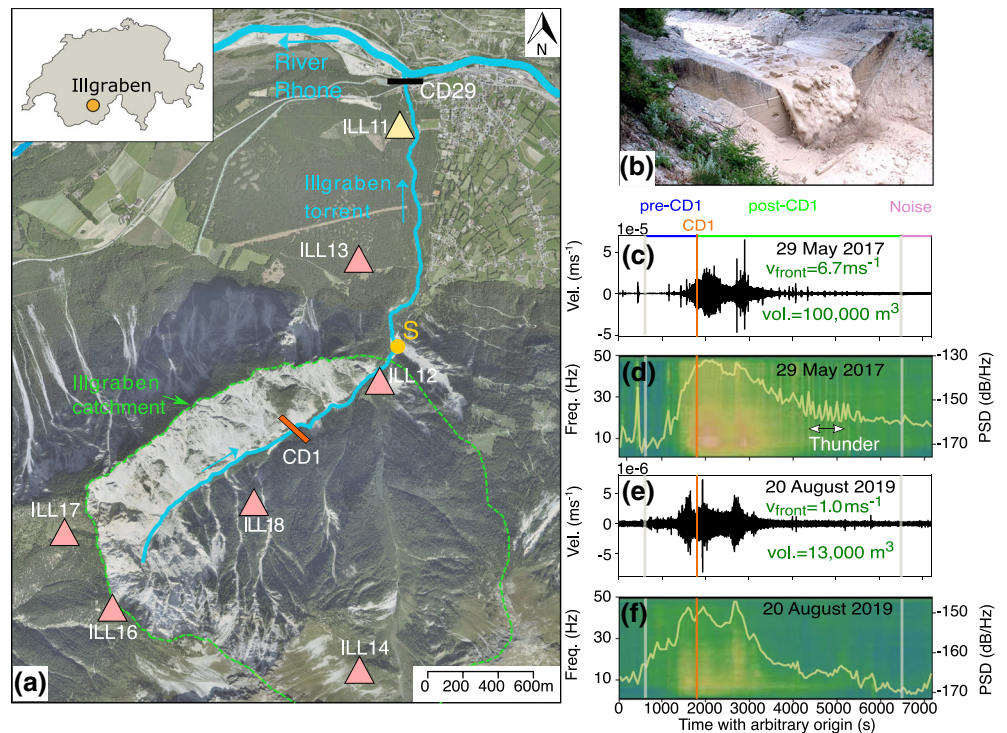 Illgraben
N
River
Rhone
CD29
ILL11
Illgraben
torrent
ILL13
S
ILL12
Illgraben
catchment
CD1
ILL17
ILL18
ILL16
ILL14
0 200 400 600m
(a)
(b)
pre-CD1 post-CD1 Noise
CD1
1e-5
(c)
29 May 2017
v_front=6.7ms⁻¹
vol.=100,000 m³
Vel. (ms⁻¹)
5
0
-5
(d)
29 May 2017
Thunder
Freq. (Hz)
50
30
10
-130
-150
-170
PSD (dB/Hz)
1e-6
(e)
20 August 2019
v_front=1.0ms⁻¹
vol.=13,000 m³
Vel. (ms⁻¹)
5
0
-5
(f)
20 August 2019
Freq. (Hz)
50
30
10
-150
-160
-170
PSD (dB/Hz)
0 1000 2000 3000 4000 5000 6000 7000
Time with arbitrary origin (s)